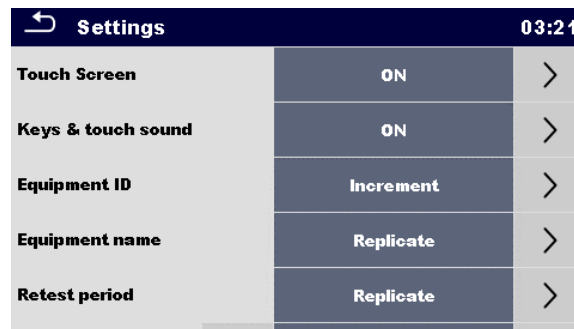 Settings 03:21
Touch Screen ON
Keys & touch sound ON
Equipment ID Increment
Equipment name Replicate
Retest period Replicate